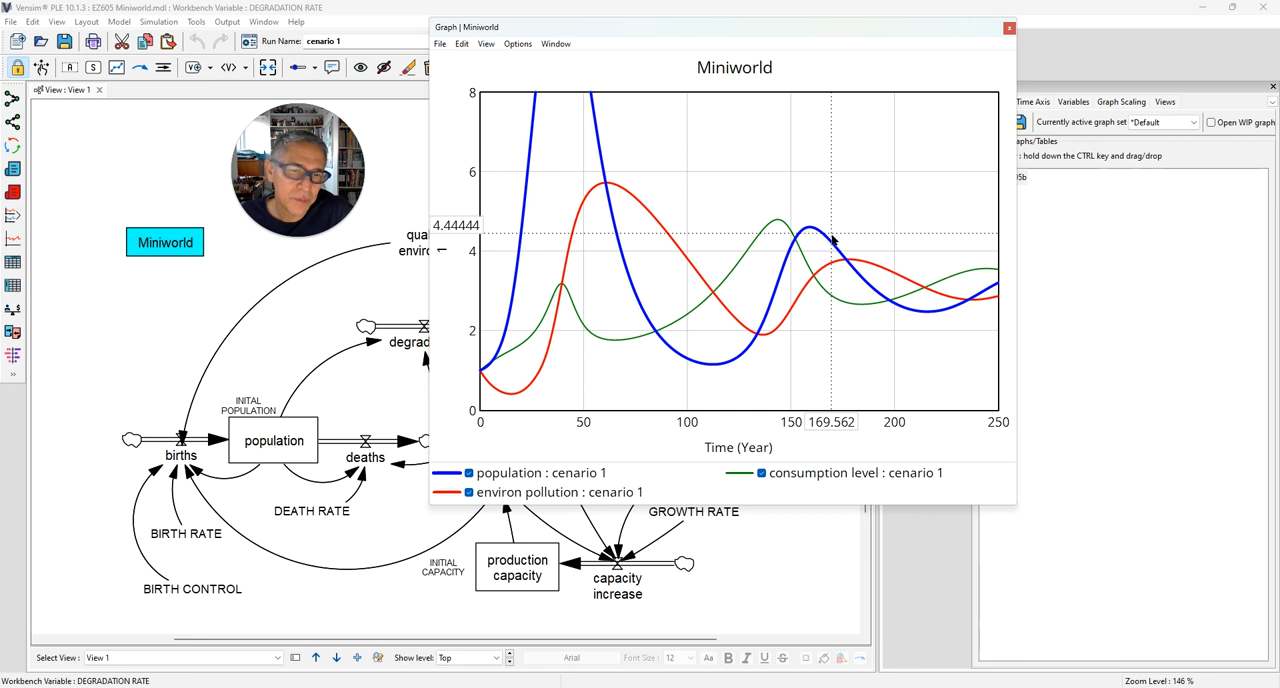 Vensim® PLE 10.1.3 : EZ605 Miniworld.mdl : Workbench Variable : DEGRADATION RATE
File Edit View Layout Model Simulation Tools Output Window Help
Run Name: cenario 1
View : View 1
Graph | Miniworld
File Edit View Options Window
Miniworld
8
6
4.44444
4
1
2
0
0 50 100 150 169.562 200 250
Time (Year)
population : cenario 1
consumption level : cenario 1
environ pollution : cenario 1
Time Axis Variables Graph Scaling Views
Currently active graph set *Default Open WIP graph
aphs/Tables
: hold down the CTRL key and drag/drop
05b
Miniworld
qua
enviro
degrad
INITAL
POPULATION
population
births
deaths
BIRTH RATE
DEATH RATE
BIRTH CONTROL
GROWTH RATE
INITIAL
CAPACITY
production
capacity
capacity
increase
Select View : View 1 Show level: Top Arial Font Size : 12 Aa B I U S
Workbench Variable : DEGRADATION RATE
Zoom Level : 146 %